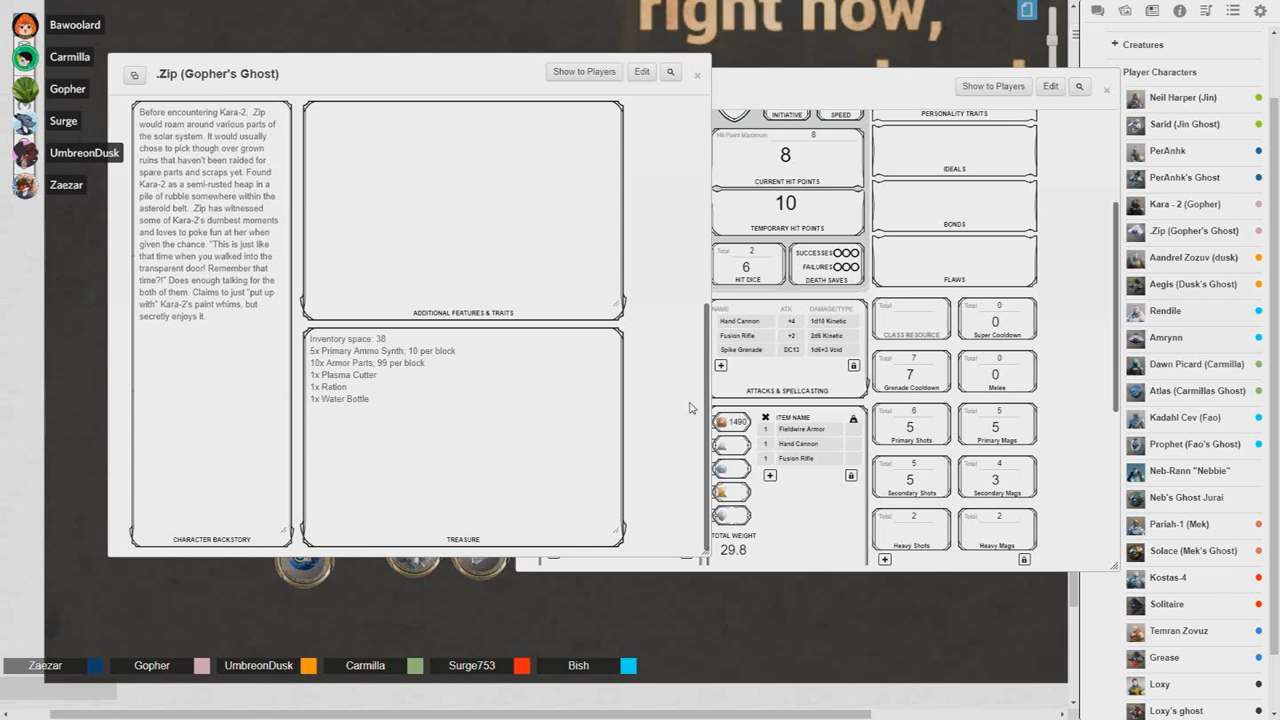 right now,
Bawoolard
Carmilla
Gopher
Surge
UmbreonDusk
Zaezar
.Zip (Gopher's Ghost)
Show to Players
Edit
Before encountering Kara-2, .Zip
would roam around various parts of
the solar system. It would usually
chose to pick though over grown
ruins that haven't been raided for
spare parts and scraps yet. Found
Kara-2 as a semi-rusted heap in a
pile of rubble somewhere within the
asteroid belt. .Zip has witnessed
some of Kara-2's dumbest moments
and loves to poke fun at her when
given the chance. "This is just like
that time when you walked into the
transparent door! Remember that
time?!" Does enough talking for the
both of them. Claims to just "put up
with" Kara-2's paint whims, but
secretly enjoys it.
CHARACTER BACKSTORY
ADDITIONAL FEATURES & TRAITS
Inventory space: 38
5x Primary Ammo Synth; 10 per block
10x Armor Parts; 99 per block
1x Plasma Cutter
1x Ration
1x Water Bottle
TREASURE
Show to Players
Edit
INITIATIVE
SPEED
Hit Point Maximum 8
8
CURRENT HIT POINTS
10
TEMPORARY HIT POINTS
Total 2
6
HIT DICE
SUCCESSES
FAILURES
DEATH SAVES
NAME ATK DAMAGE/TYPE
Hand Cannon +4 1d10 Kinetic
Fusion Rifle +2 2d6 Kinetic
Spike Grenade DC13 1d6+3 Void
ATTACKS & SPELLCASTING
1490
ITEM NAME
1 Fieldwire Armor
1 Hand Cannon
1 Fusion Rifle
TOTAL WEIGHT
29.8
PERSONALITY TRAITS
IDEALS
BONDS
FLAWS
Total
CLASS RESOURCE
Total 0
0
Super Cooldown
Total 7
7
Grenade Cooldown
Total 0
0
Melee
Total 6
5
Primary Shots
Total 5
5
Primary Mags
Total 5
5
Secondary Shots
Total 4
3
Secondary Mags
Total 2
Heavy Shots
Total 2
Heavy Mags
Creatures
Player Characters
Neil Harper (Jin)
Sarid (Jin Ghost)
PerAnhk
PerAnhk's Ghost
Kara - 2 (Gopher)
.Zip (Gopher's Ghost)
Aandrel Zozuv (dusk)
Aegis (Dusk's Ghost)
Rendile
Amrynn
Dawn Picard (Carmilla)
Atlas (Carmillas Ghost)
Kadahl Cev (Fao)
Prophet (Fao's Ghost)
Neb-Rann "Nebbie"
Neb's Ghost Jurai
Pariah-1 (Mek)
Solace (Mek's Ghost)
Kostas-4
Solitaire
Temran Zovuz
Grease
Loxy
Loxy's ghost
Zaezar
Gopher
UmbreonDusk
Carmilla
Surge753
Bish